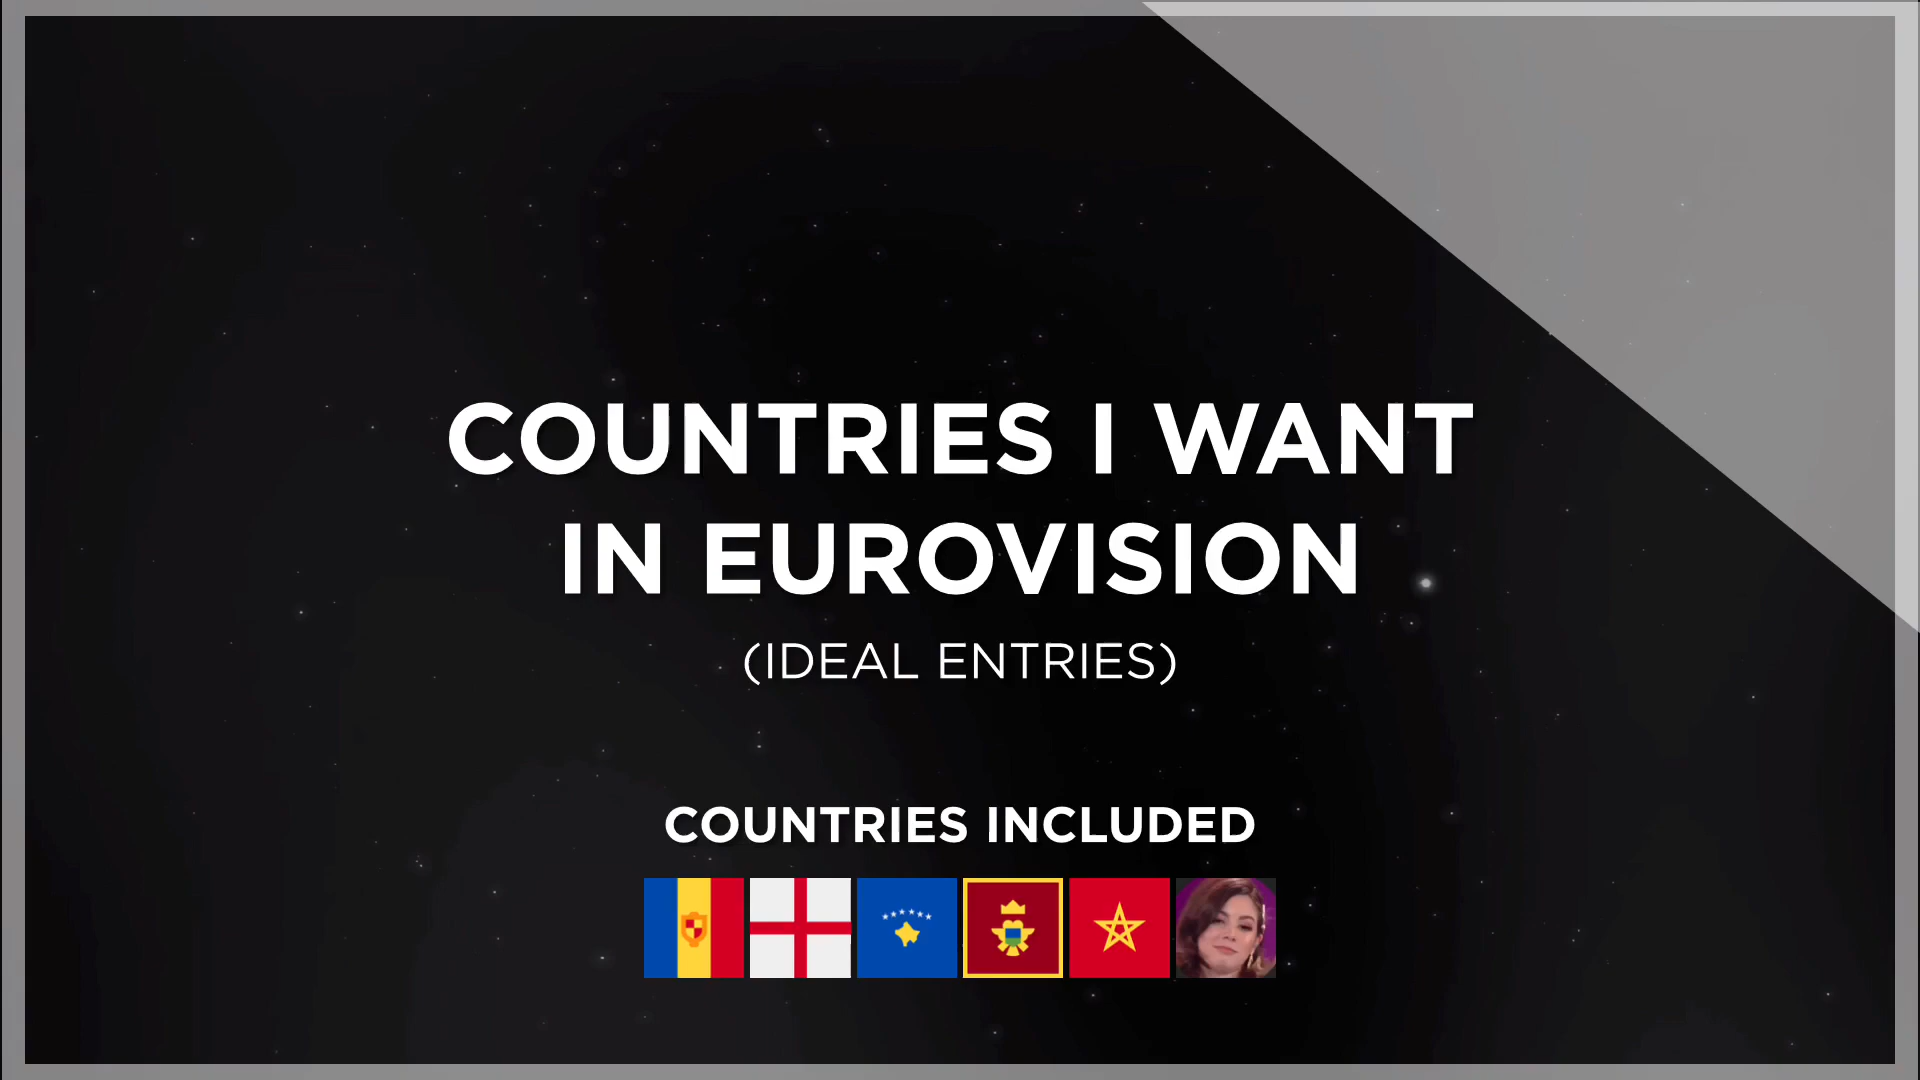 COUNTRIES I WANT
IN EUROVISION
(IDEAL ENTRIES)
COUNTRIES INCLUDED